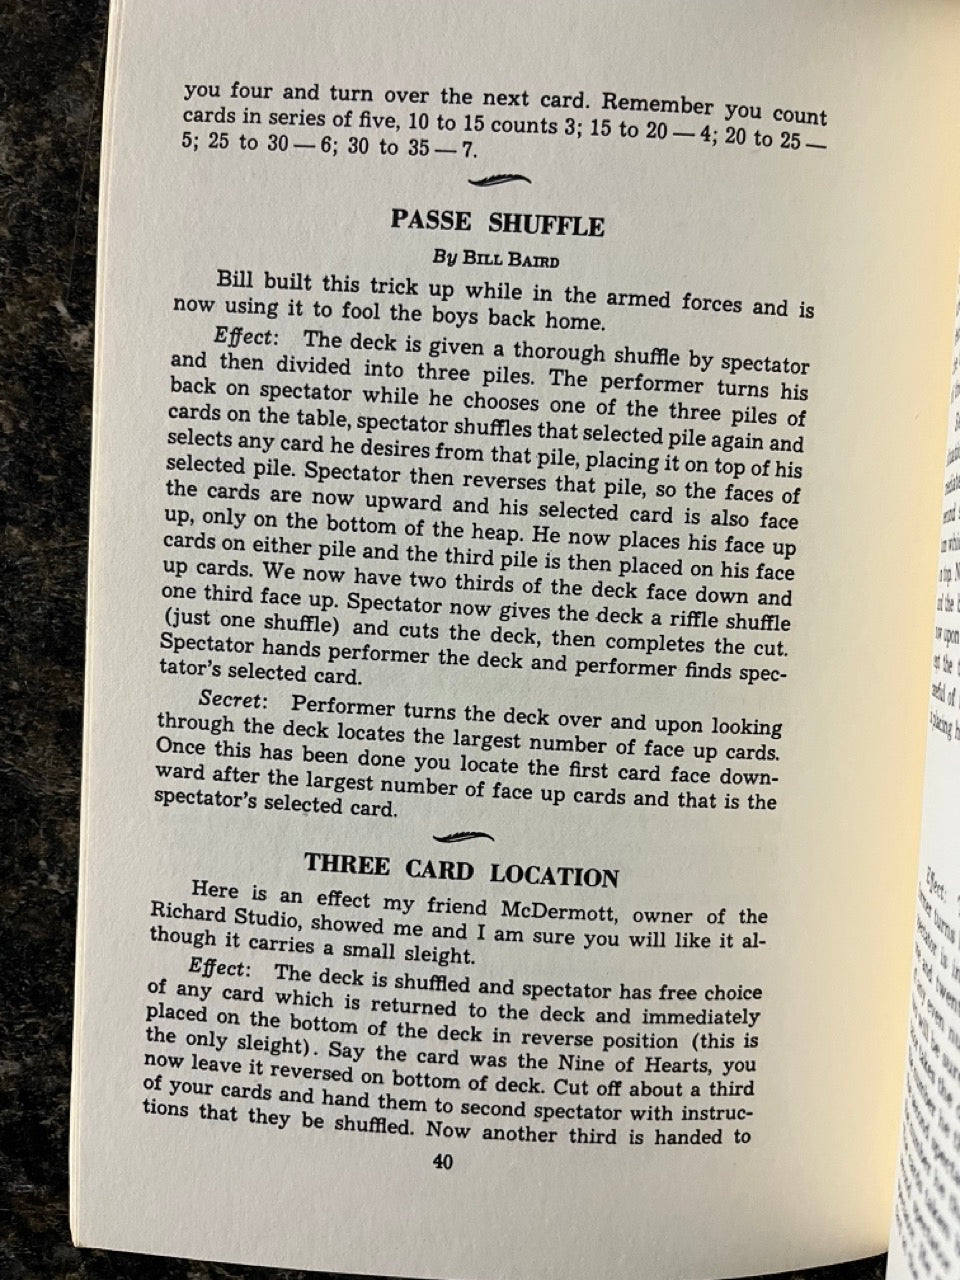 you four and turn over the next card. Remember you count
cards in series of five, 10 to 15 counts 3; 15 to 20 — 4; 20 to 25 —
5; 25 to 30 — 6; 30 to 35 — 7.
PASSE SHUFFLE
By BILL BAIRD
Bill built this trick up while in the armed forces and is
now using it to fool the boys back home.
Effect: The deck is given a thorough shuffle by spectator
and then divided into three piles. The performer turns his
back on spectator while he chooses one of the three piles of
cards on the table, spectator shuffles that selected pile again and
selects any card he desires from that pile, placing it on top of his
selected pile. Spectator then reverses that pile, so the faces of
the cards are now upward and his selected card is also face
up, only on the bottom of the heap. He now places his face up
cards on either pile and the third pile is then placed on his face
up cards. We now have two thirds of the deck face down and
one third face up. Spectator now gives the deck a riffle shuffle
(just one shuffle) and cuts the deck, then completes the cut.
Spectator hands performer the deck and performer finds spec-
tator's selected card.
Secret: Performer turns the deck over and upon looking
through the deck locates the largest number of face up cards.
Once this has been done you locate the first card face down-
ward after the largest number of face up cards and that is the
spectator's selected card.
THREE CARD LOCATION
Here is an effect my friend McDermott, owner of the
Richard Studio, showed me and I am sure you will like it al-
though it carries a small sleight.
Effect: The deck is shuffled and spectator has free choice
of any card which is returned to the deck and immediately
placed on the bottom of the deck in reverse position (this is
the only sleight). Say the card was the Nine of Hearts, you
now leave it reversed on bottom of deck. Cut off about a third
of your cards and hand them to second spectator with instruc-
tions that they be shuffled. Now another third is handed to
40